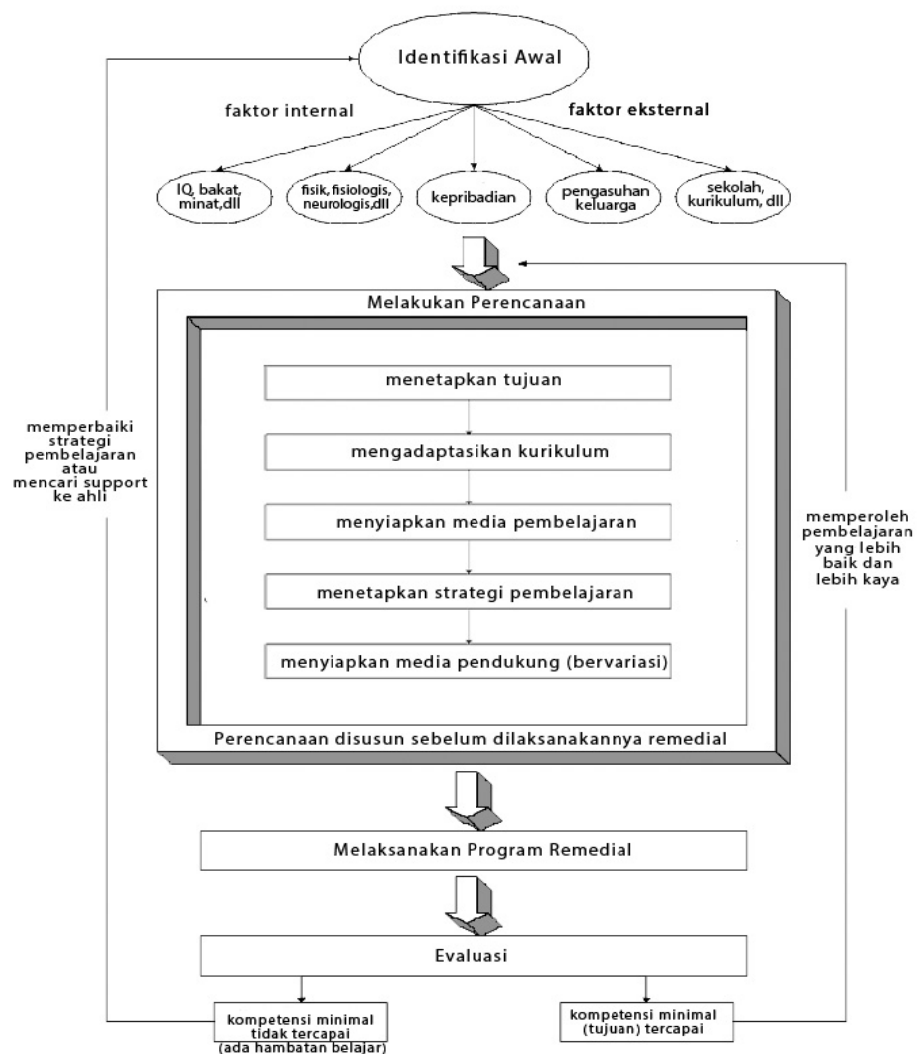 Identifikasi Awal
faktor internal
faktor eksternal
IQ, bakat,
minat,dll
fisik, fisiologis,
neurologis,dll
kepribadian
pengasuhan
keluarga
sekolah,
kurikulum, dll
Melakukan Perencanaan
menetapkan tujuan
mengadaptasikan kurikulum
menyiapkan media pembelajaran
menetapkan strategi pembelajaran
menyiapkan media pendukung (bervariasi)
Perencanaan disusun sebelum dilaksanakannya remedial
memperbaiki
strategi
pembelajaran
atau
mencari support
ke ahli
memperoleh
pembelajaran
yang lebih
baik dan
lebih kaya
Melaksanakan Program Remedial
Evaluasi
kompetensi minimal
tidak tercapai
(ada hambatan belajar)
kompetensi minimal
(tujuan) tercapai